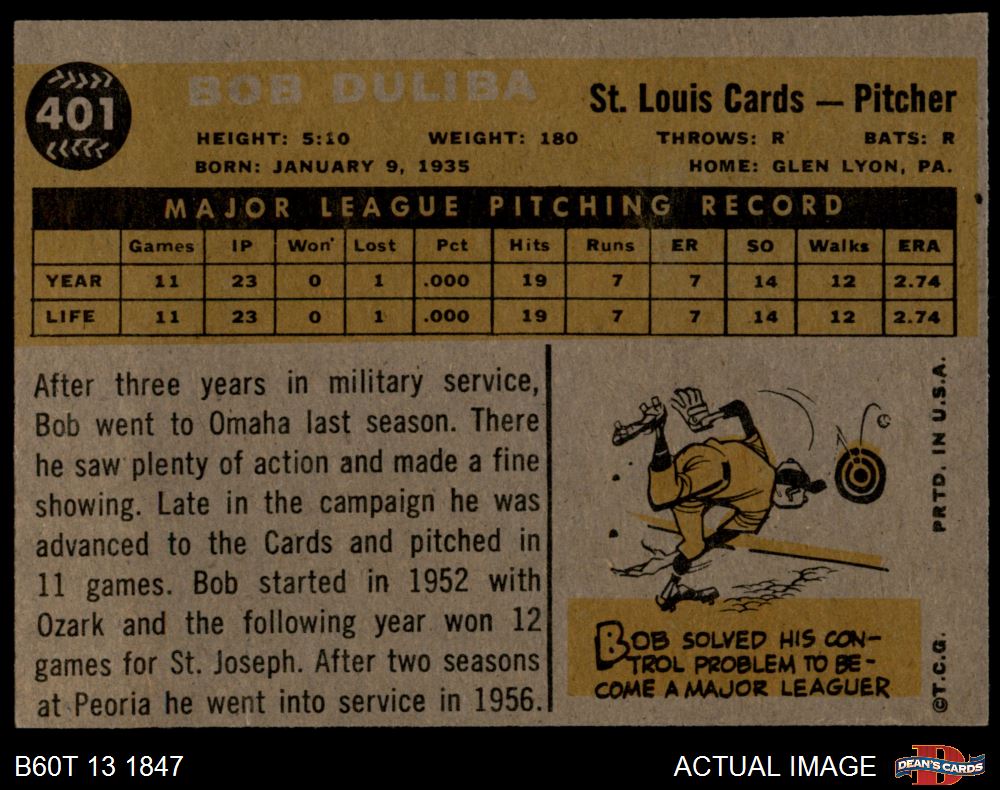 401
BOB DULIBA
St. Louis Cards — Pitcher
HEIGHT: 5:10 WEIGHT: 180 THROWS: R BATS: R
BORN: JANUARY 9, 1935 HOME: GLEN LYON, PA.
MAJOR LEAGUE PITCHING RECORD
Games IP Won Lost Pct Hits Runs ER SO Walks ERA
YEAR 11 23 0 1 .000 19 7 7 14 12 2.74
LIFE 11 23 0 1 .000 19 7 7 14 12 2.74
After three years in military service,
Bob went to Omaha last season. There
he saw plenty of action and made a fine
showing. Late in the campaign he was
advanced to the Cards and pitched in
11 games. Bob started in 1952 with
Ozark and the following year won 12
games for St. Joseph. After two seasons
at Peoria he went into service in 1956.
BOB SOLVED HIS CON-
TROL PROBLEM TO BE-
COME A MAJOR LEAGUER
©T.C.G. PRTD. IN U.S.A.
B60T 13 1847
ACTUAL IMAGE
DEAN'S CARDS